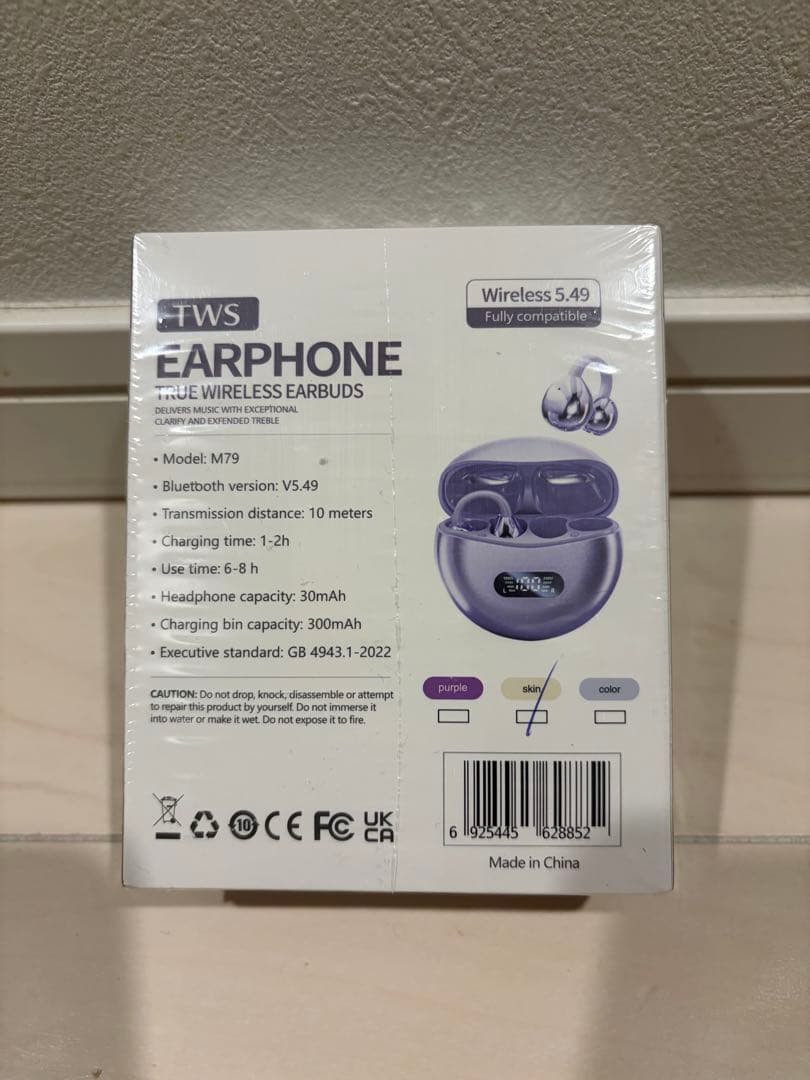 TWS
EARPHONE
TRUE WIRELESS EARBUDS
DELIVERS MUSIC WITH EXCEPTIONAL
CLARIFY AND EXFENDED TREBLE
Wireless 5.49
Fully compatible
• Model: M79
• Bluetboth version: V5.49
• Transmission distance: 10 meters
• Charging time: 1-2h
• Use time: 6-8 h
• Headphone capacity: 30mAh
• Charging bin capacity: 300mAh
• Executive standard: GB 4943.1-2022
CAUTION: Do not drop, knock, disassemble or attempt
to repair this product by yourself. Do not immerse it
into water or make it wet. Do not expose it to fire.
100
L R
purple
skin
color
10
CE
FC
UK
CA
6 925445 628852
Made in China